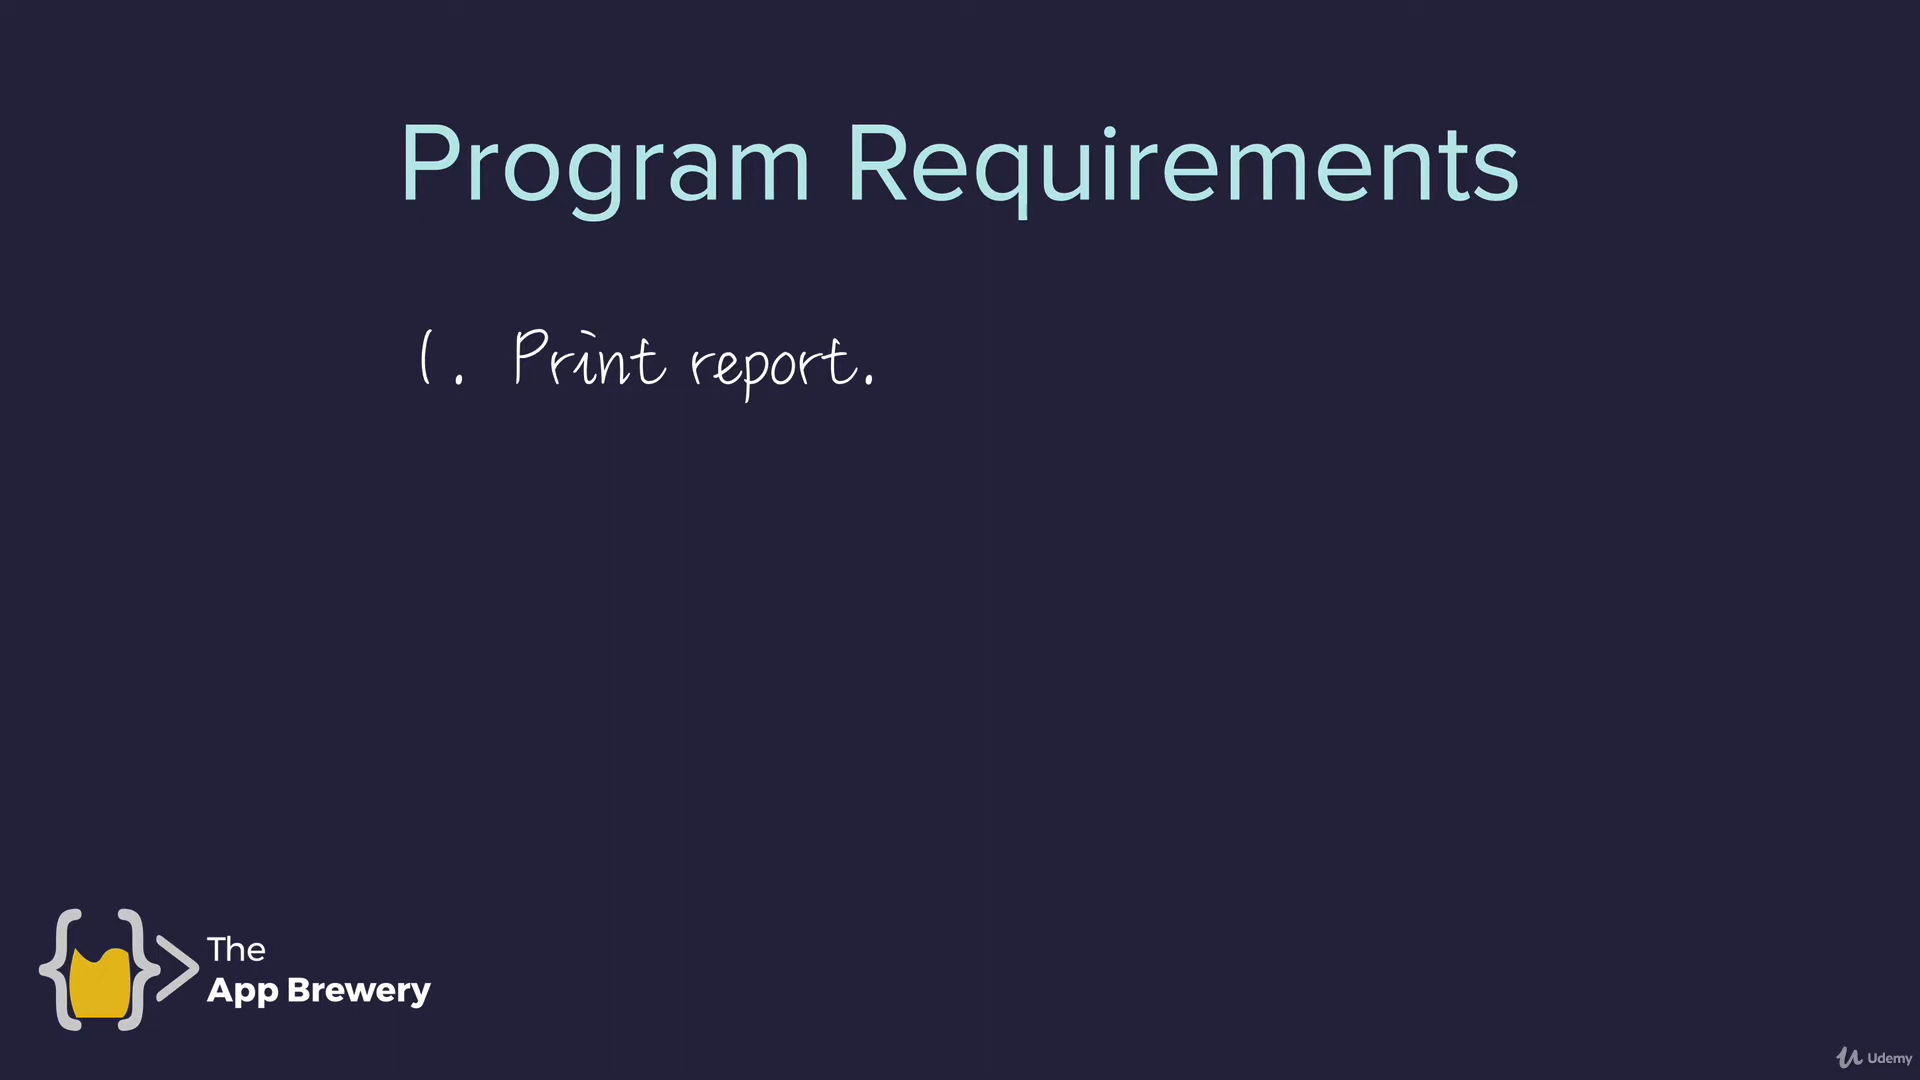 Program Requirements
1. Print report.
The
App Brewery
Udemy